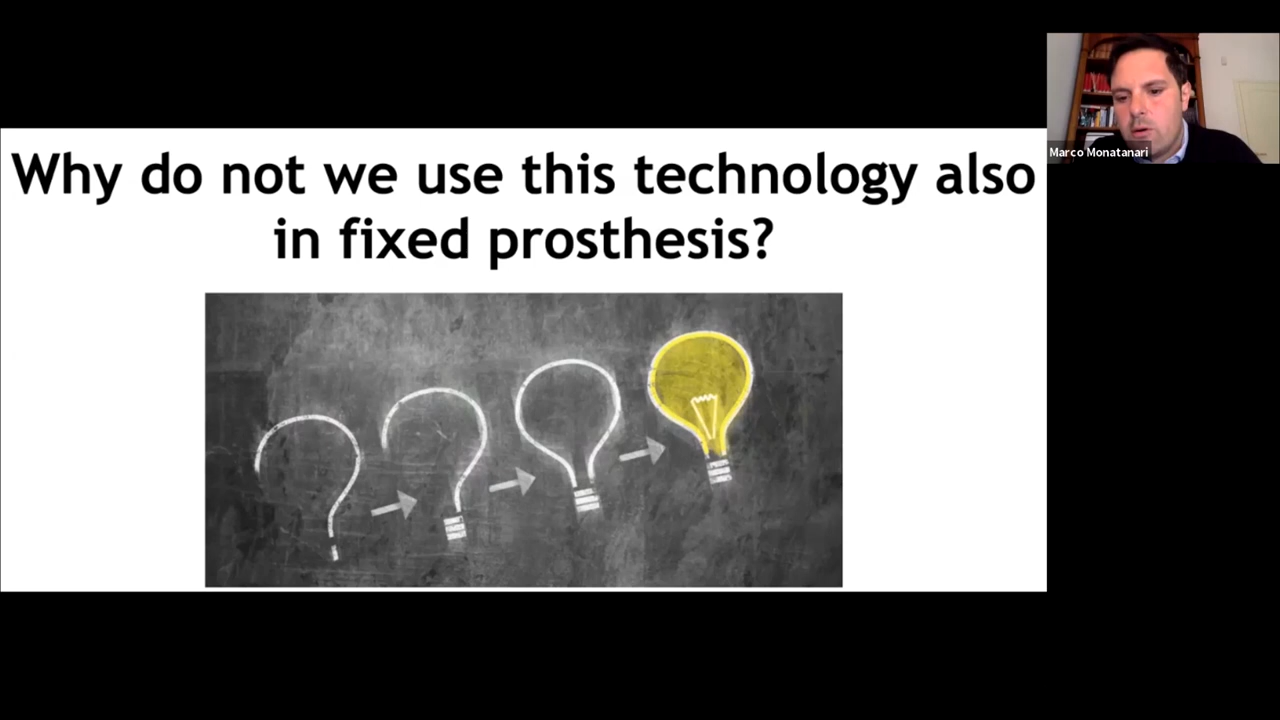 Why do not we use this technology also
in fixed prosthesis?
Marco Monatanari